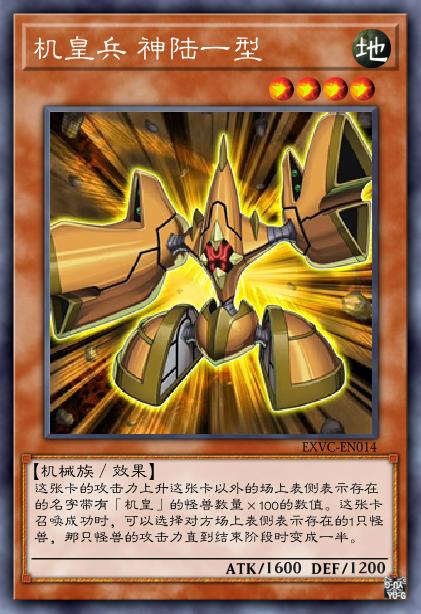 机皇兵 神陆一型
地
EXVC-EN014
【机械族／效果】
这张卡的攻击力上升这张卡以外的场上表侧表示存在
的名字带有「机皇」的怪兽数量×100的数值。这张卡
召唤成功时，可以选择对方场上表侧表示存在的1只怪
兽，那只怪兽的攻击力直到结束阶段时变成一半。
ATK/1600 DEF/1200